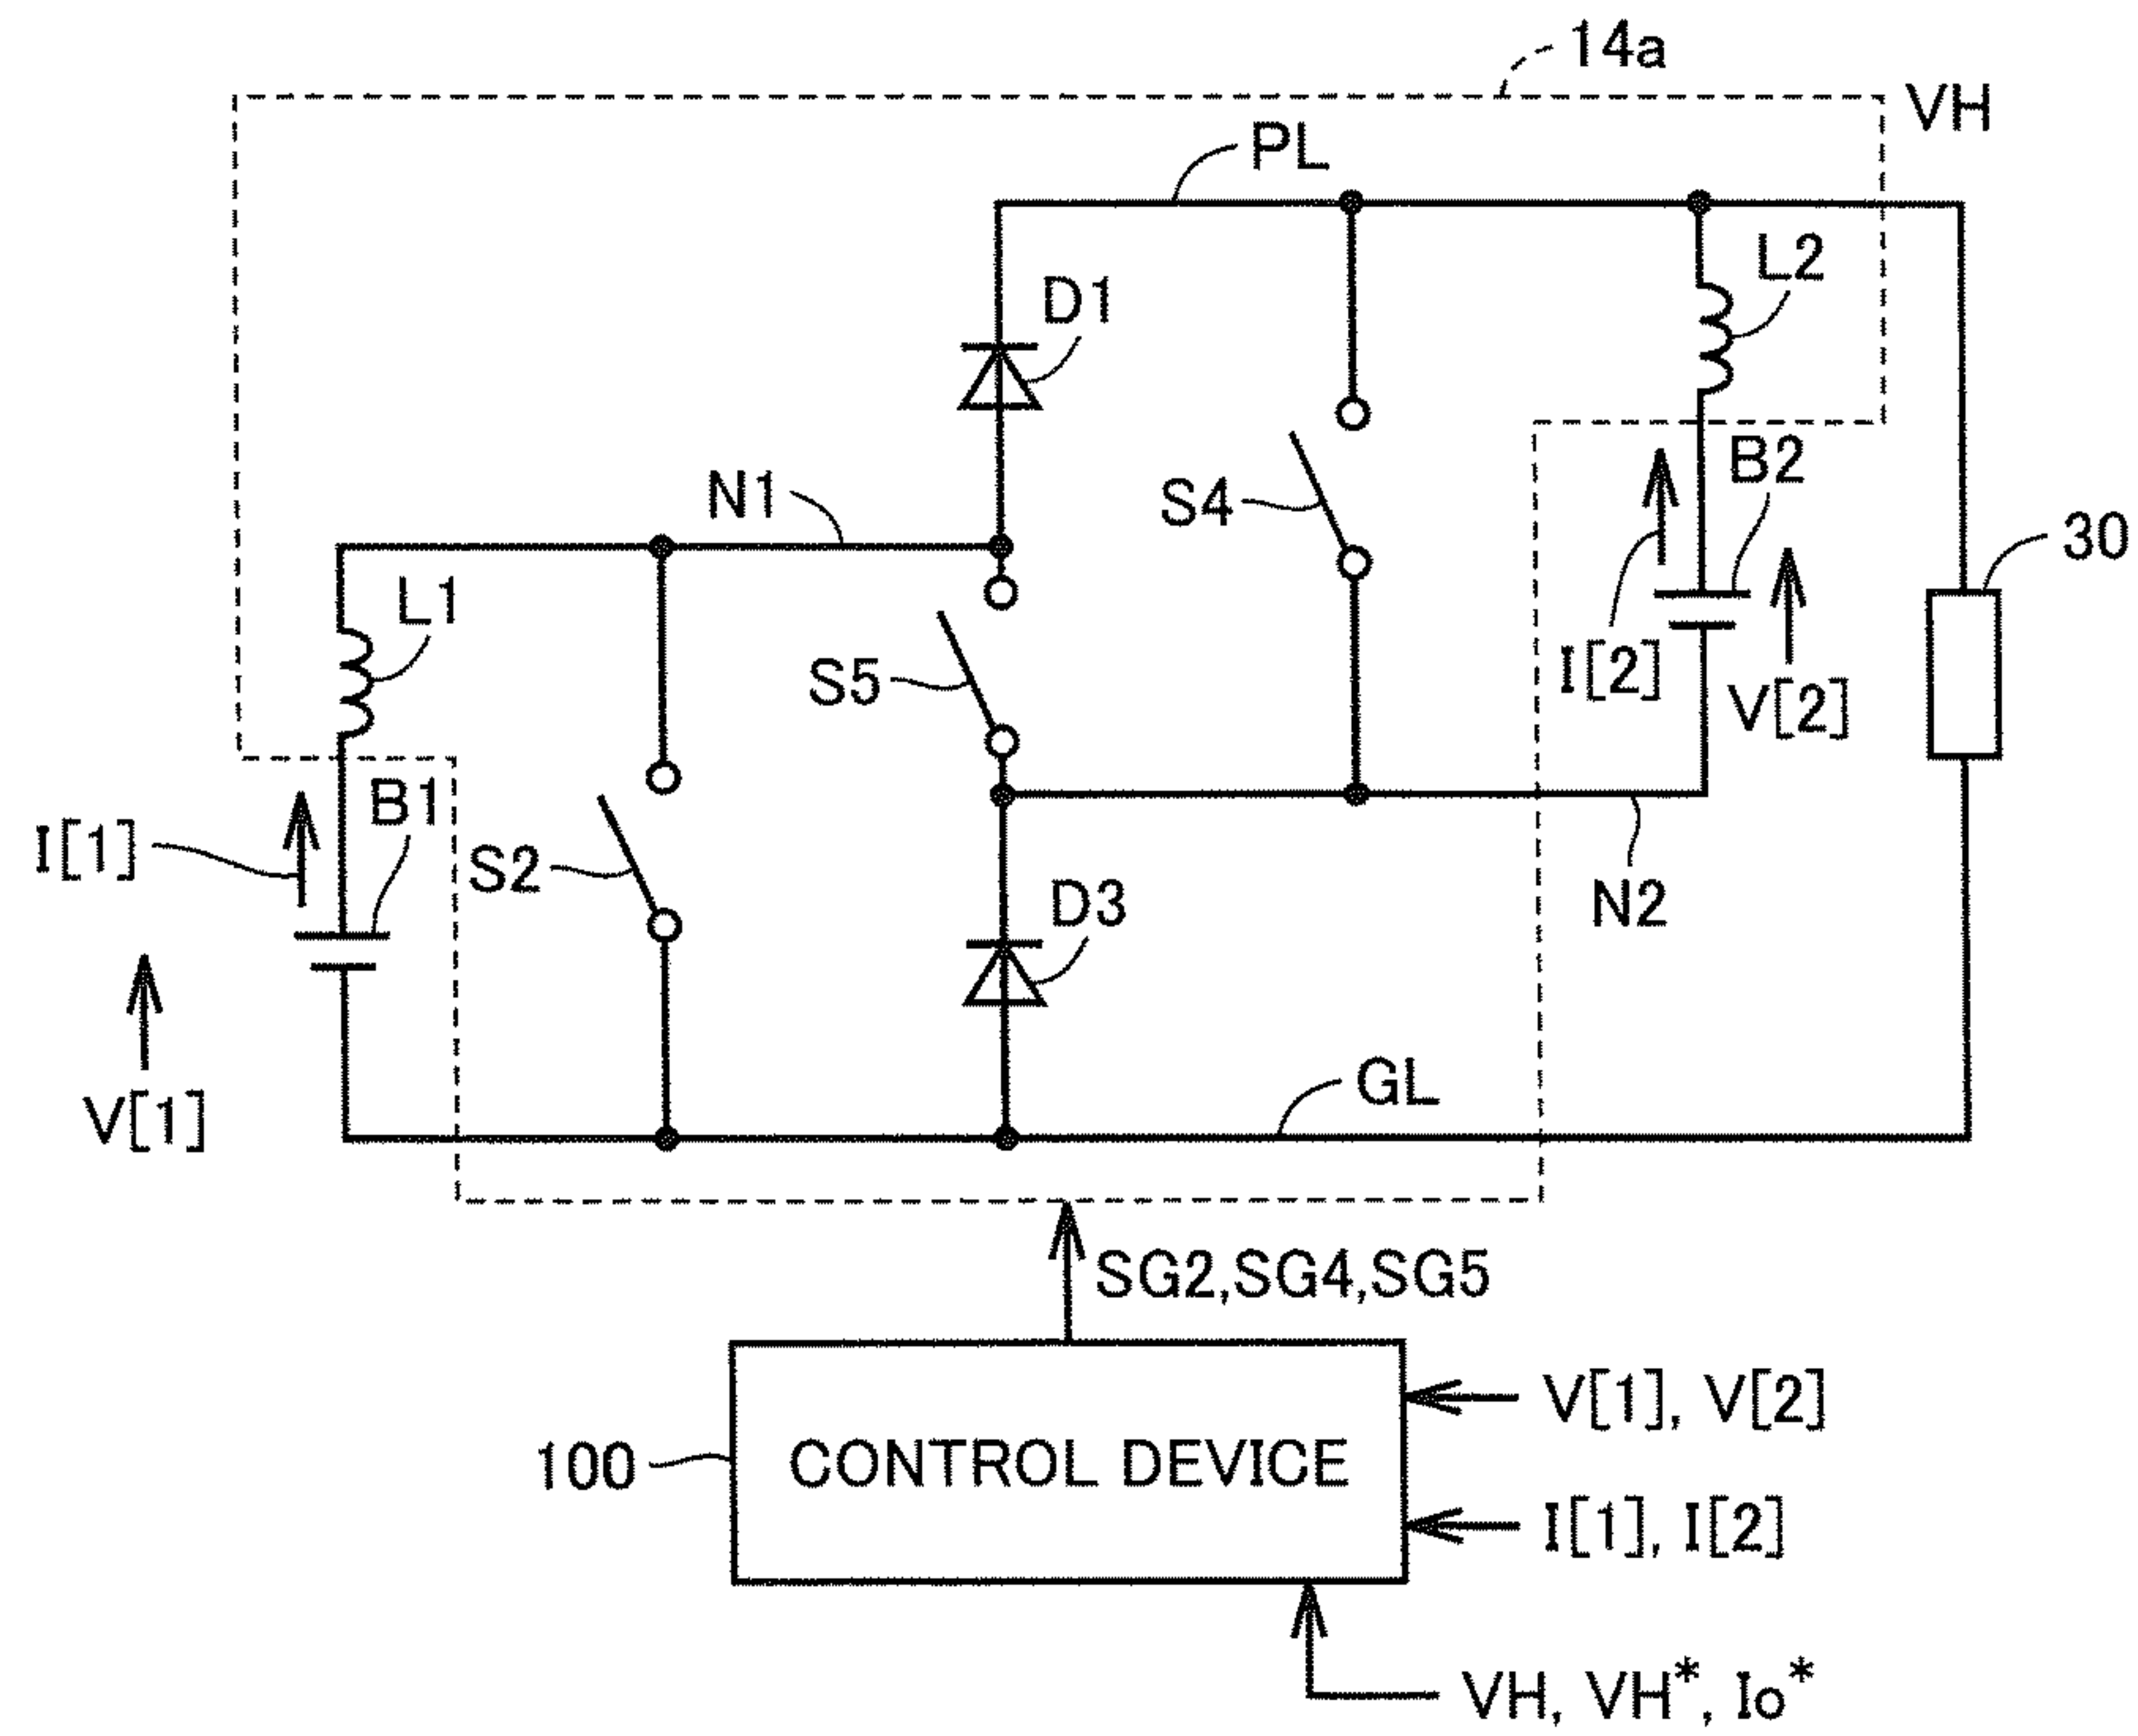 14a
VH
PL
L2
D1
B2
N1
S4
30
L1
S5
I[2]
V[2]
B1
I[1]
S2
D3
N2
V[1]
GL
SG2,SG4,SG5
V[1], V[2]
100
CONTROL DEVICE
I[1], I[2]
VH, VH*, Io*